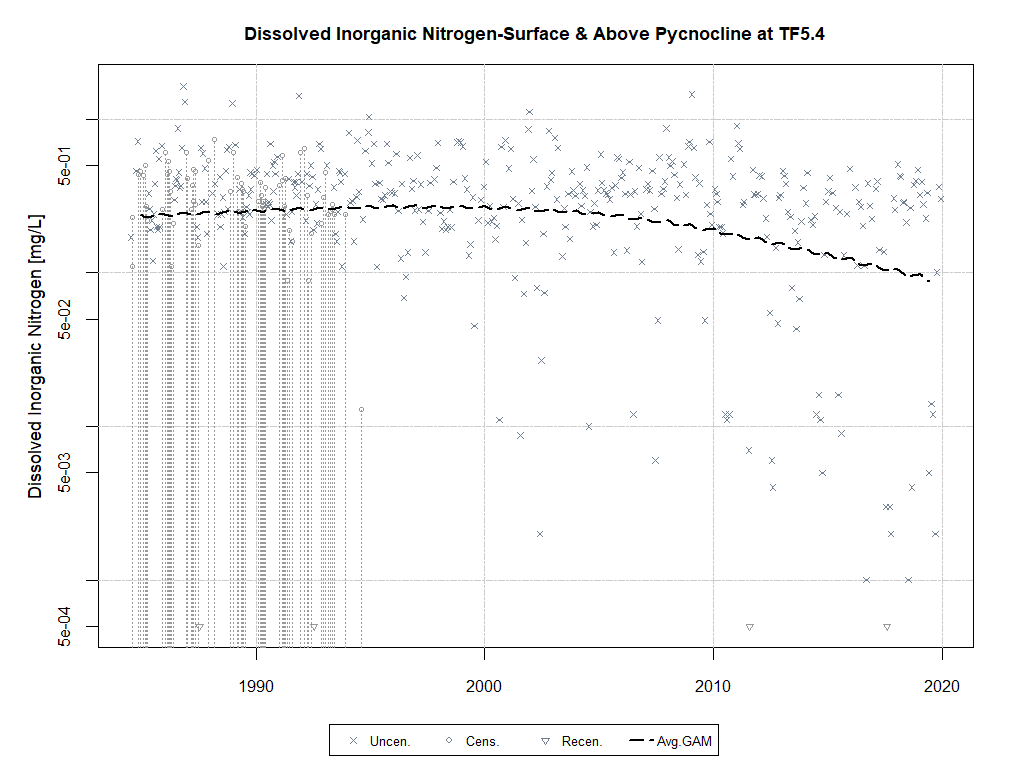 Dissolved Inorganic Nitrogen-Surface & Above Pycnocline at TF5.4
Dissolved Inorganic Nitrogen [mg/L]
5e-01
5e-02
5e-03
5e-04
1990 2000 2010 2020
Uncen. Cens. Recen. Avg.GAM